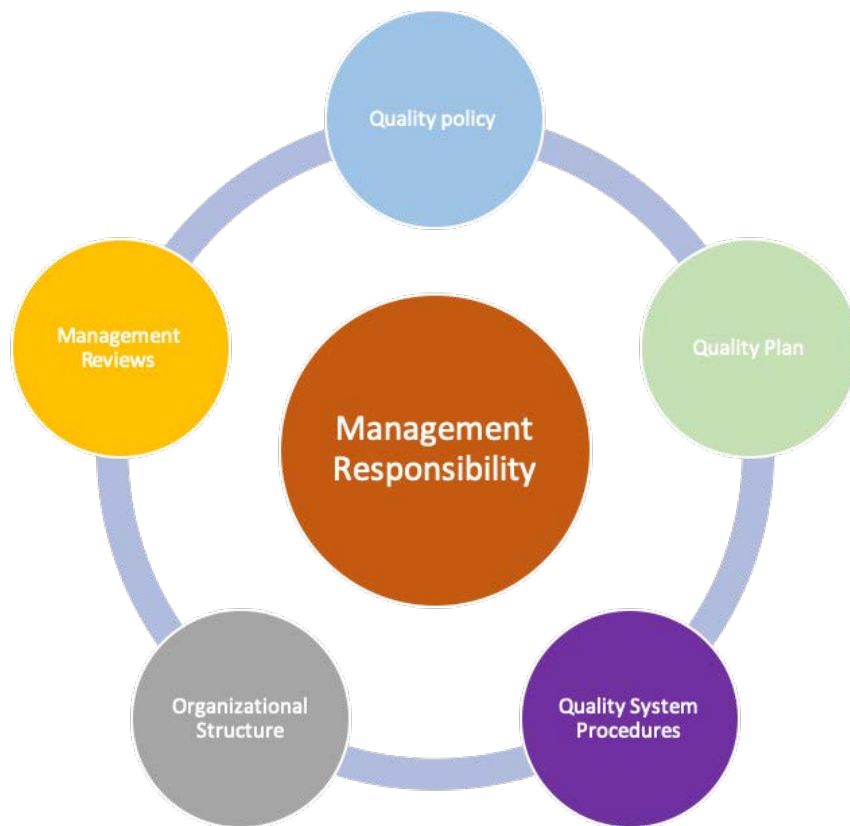 Quality policy
Quality Plan
Management
Reviews
Management
Responsibility
Organizational
Structure
Quality System
Procedures